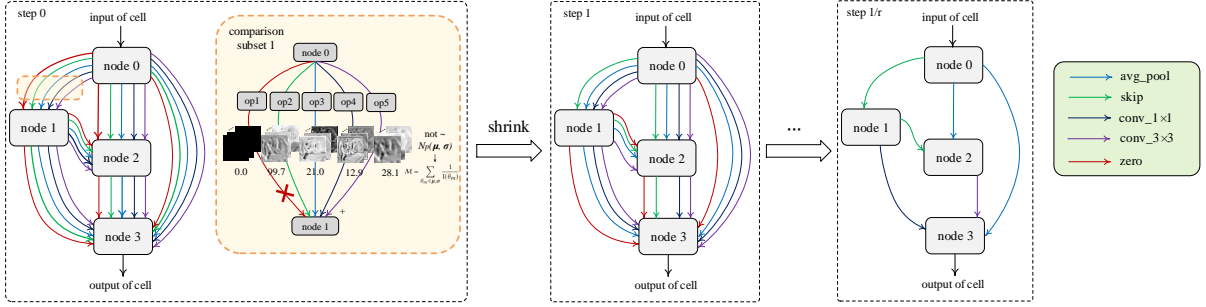 step 0
input of cell
node 0
node 1
node 2
node 3
output of cell
comparison
subset 1
node 0
op1
op2
op3
op4
op5
not ~
Np(μ, σ)
0.0
99.7
21.0
12.9
28.1
+
node 1
shrink
step 1
input of cell
node 0
node 1
node 2
node 3
output of cell
...
step 1/r
input of cell
node 0
node 1
node 2
node 3
output of cell
avg_pool
skip
conv_1×1
conv_3×3
zero